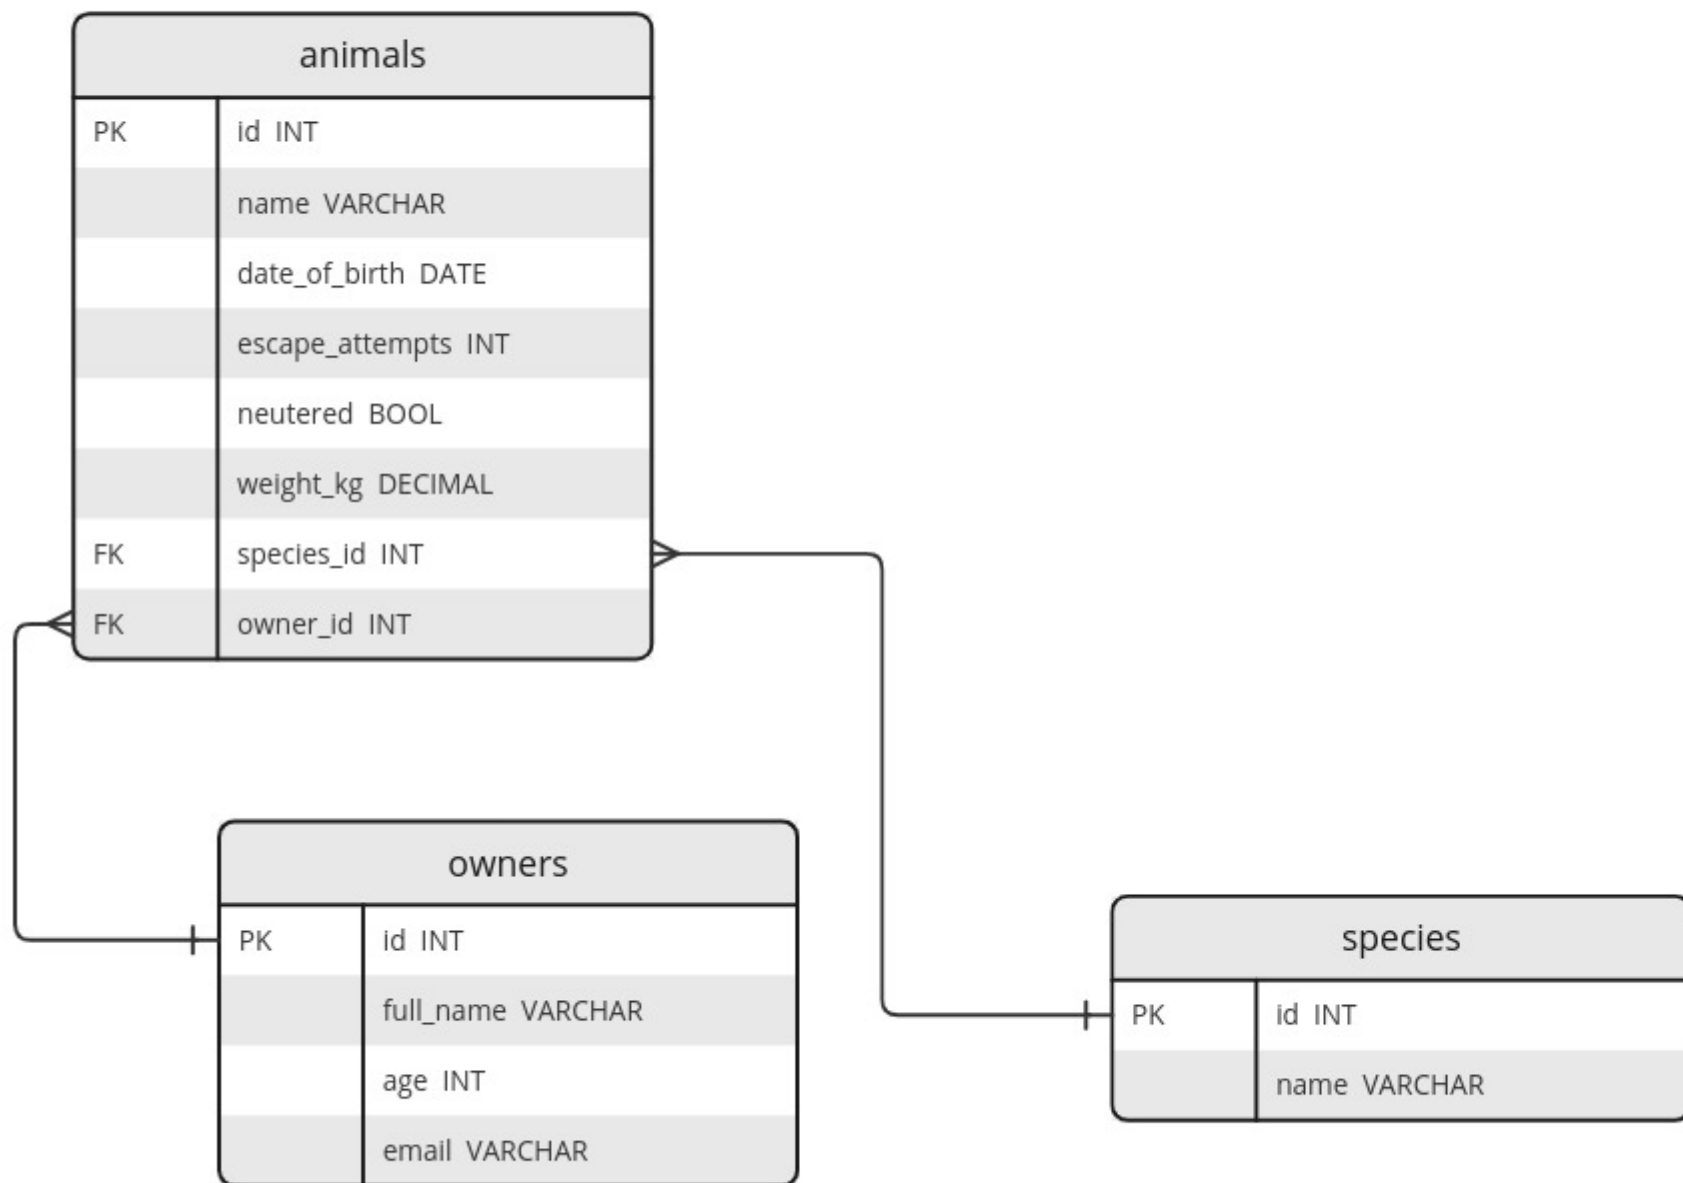 animals
PK id INT
name VARCHAR
date_of_birth DATE
escape_attempts INT
neutered BOOL
weight_kg DECIMAL
FK species_id INT
FK owner_id INT
owners
PK id INT
full_name VARCHAR
age INT
email VARCHAR
species
PK id INT
name VARCHAR